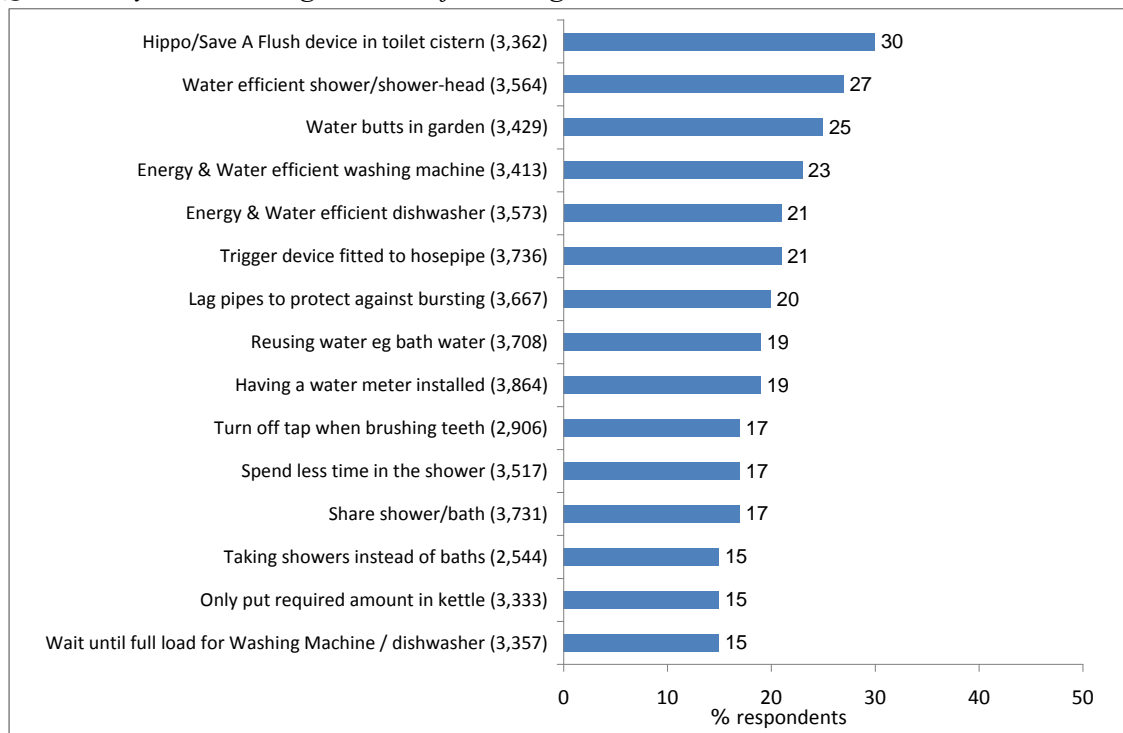 Hippo/Save A Flush device in toilet cistern (3,362) 30
Water efficient shower/shower-head (3,564) 27
Water butts in garden (3,429) 25
Energy & Water efficient washing machine (3,413) 23
Energy & Water efficient dishwasher (3,573) 21
Trigger device fitted to hosepipe (3,736) 21
Lag pipes to protect against bursting (3,667) 20
Reusing water eg bath water (3,708) 19
Having a water meter installed (3,864) 19
Turn off tap when brushing teeth (2,906) 17
Spend less time in the shower (3,517) 17
Share shower/bath (3,731) 17
Taking showers instead of baths (2,544) 15
Only put required amount in kettle (3,333) 15
Wait until full load for Washing Machine / dishwasher (3,357) 15
0 10 20 30 40 50
% respondents